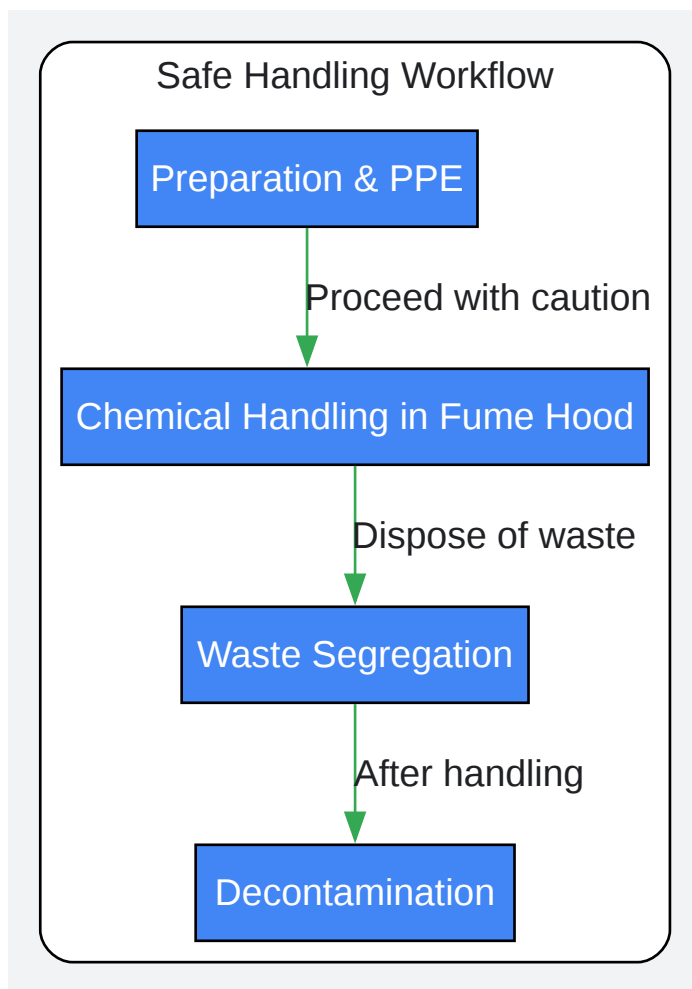 Safe Handling Workflow
Preparation & PPE
Proceed with caution
Chemical Handling in Fume Hood
Dispose of waste
Waste Segregation
After handling
Decontamination